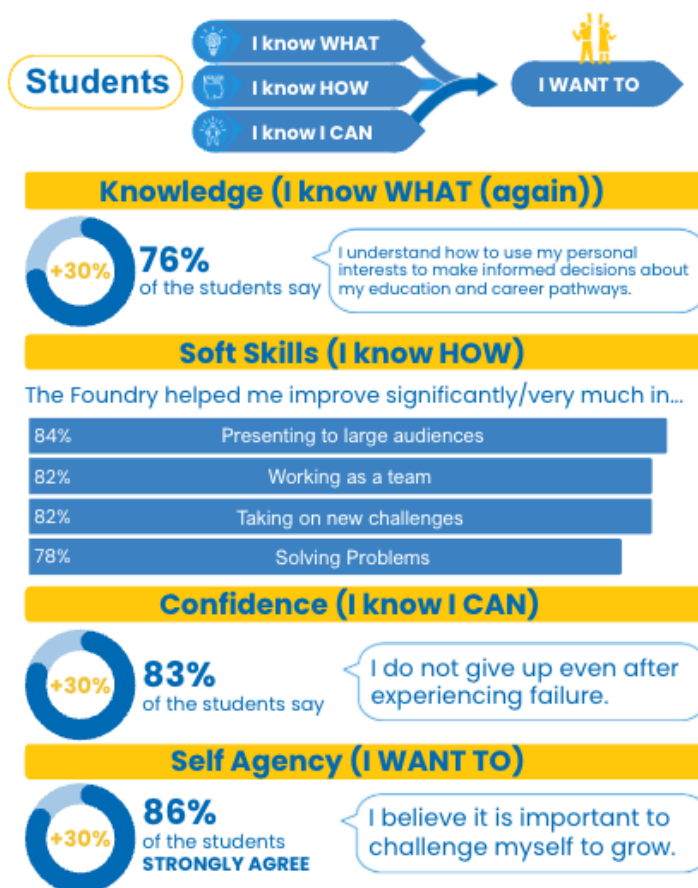 Students
I know WHAT
I know HOW
I know I CAN
I WANT TO
Knowledge (I know WHAT (again))
+30%
76%
of the students say
I understand how to use my personal
interests to make informed decisions about
my education and career pathways.
Soft Skills (I know HOW)
The Foundry helped me improve significantly/very much in...
84% Presenting to large audiences
82% Working as a team
82% Taking on new challenges
78% Solving Problems
Confidence (I know I CAN)
+30%
83%
of the students say
I do not give up even after
experiencing failure.
Self Agency (I WANT TO)
+30%
86%
of the students
STRONGLY AGREE
I believe it is important to
challenge myself to grow.